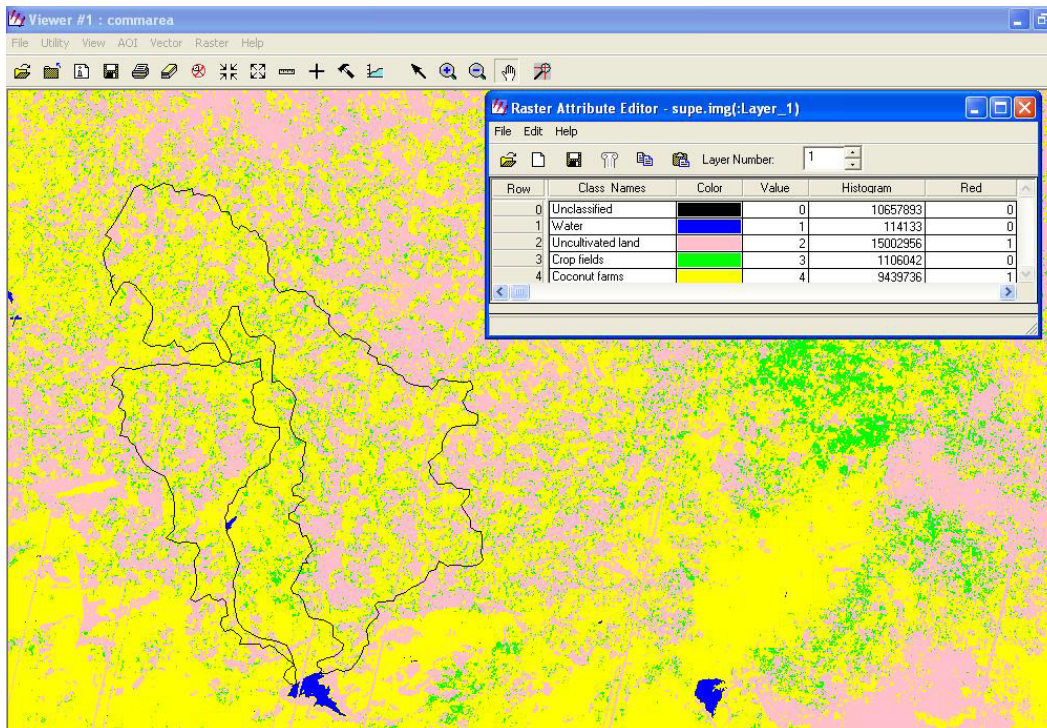 Viewer #1 : commarea
File Utility View AOI Vector Raster Help
Raster Attribute Editor - supe.img(:Layer_1)
File Edit Help
Layer Number: 1
Row Class Names Color Value Histogram Red
0 Unclassified 0 10657893 0
1 Water 1 114133 0
2 Uncultivated land 2 15002956 1
3 Crop fields 3 1106042 0
4 Coconut farms 4 9439736 1